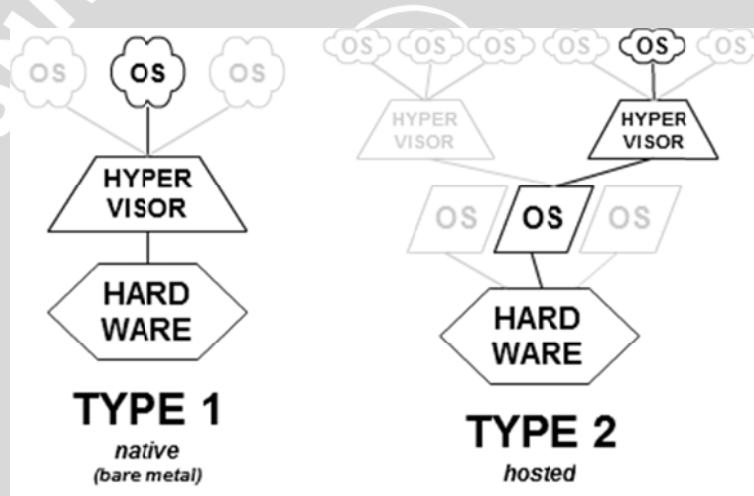 OS OS OS
HYPER
VISOR
HARD
WARE
TYPE 1
native
(bare metal)
OS OS OS OS OS OS
HYPER
VISOR
HYPER
VISOR
OS OS OS
HARD
WARE
TYPE 2
hosted